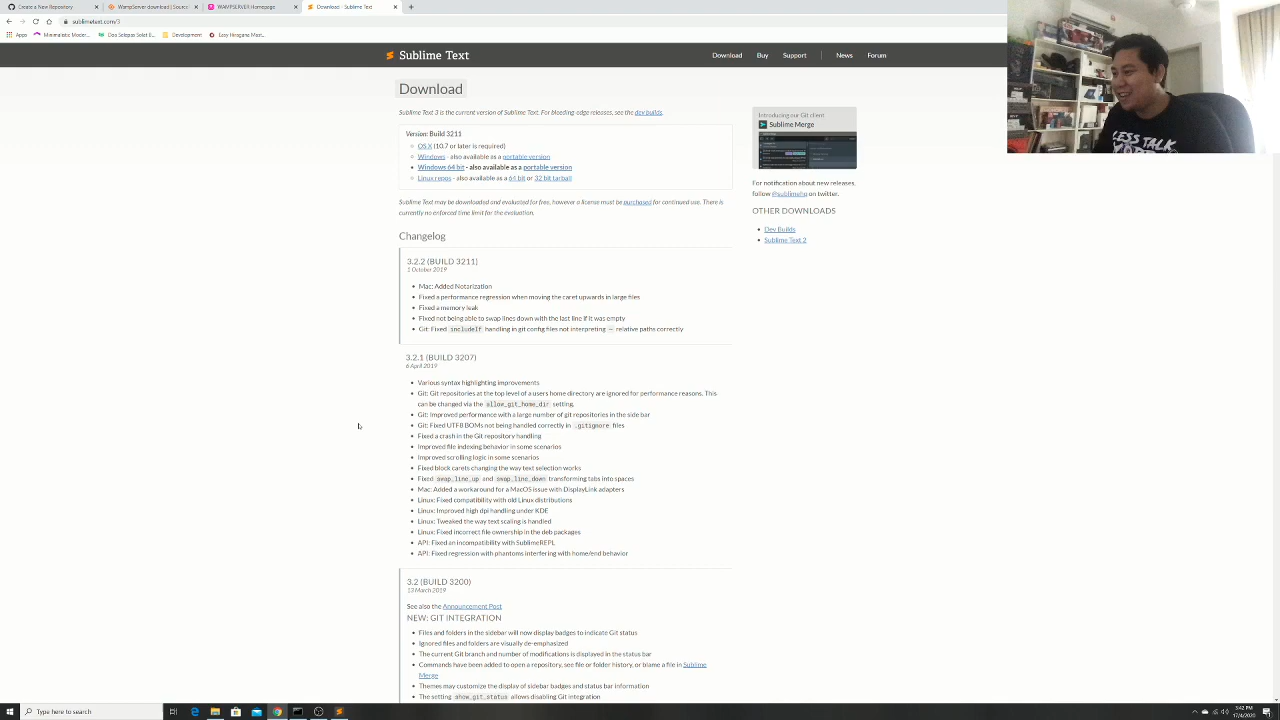 Create a New Repository
WampServer download | Source
WAMPSERVER Homepage
Download - Sublime Text
sublimetext.com/3
Apps
Minimalistic Moder...
Doa Selepas Solat 5...
Development
Easy Hiragana Mast...
Sublime Text
Download
Buy
Support
News
Forum
Download
Sublime Text 3 is the current version of Sublime Text. For bleeding-edge releases, see the dev builds.
Version: Build 3211
OS X (10.7 or later is required)
Windows - also available as a portable version
Windows 64 bit - also available as a portable version
Linux repos - also available as a 64 bit or 32 bit tarball
Sublime Text may be downloaded and evaluated for free, however a license must be purchased for continued use. There is
currently no enforced time limit for the evaluation.
Introducing our Git client
Sublime Merge
For notification about new releases,
follow @sublimehq on twitter.
OTHER DOWNLOADS
Dev Builds
Sublime Text 2
Changelog
3.2.2 (BUILD 3211)
1 October 2019
Mac: Added Notarization
Fixed a performance regression when moving the caret upwards in large files
Fixed a memory leak
Fixed not being able to swap lines down with the last line if it was empty
Git: Fixed includeIf handling in git config files not interpreting ~ relative paths correctly
3.2.1 (BUILD 3207)
6 April 2019
Various syntax highlighting improvements
Git: Git repositories at the top level of a users home directory are ignored for performance reasons. This
can be changed via the allow_git_home_dir setting.
Git: Improved performance with a large number of git repositories in the side bar
Git: Fixed UTF8 BOMs not being handled correctly in .gitignore files
Fixed a crash in the Git repository handling
Improved file indexing behavior in some scenarios
Improved scrolling logic in some scenarios
Fixed block carets changing the way text selection works
Fixed swap_line_up and swap_line_down transforming tabs into spaces
Mac: Added a workaround for a MacOS issue with DisplayLink adapters
Linux: Fixed compatibility with old Linux distributions
Linux: Improved high dpi handling under KDE
Linux: Tweaked the way text scaling is handled
Linux: Fixed incorrect file ownership in the deb packages
API: Fixed an incompatibility with SublimeREPL
API: Fixed regression with phantoms interfering with home/end behavior
3.2 (BUILD 3200)
13 March 2019
See also the Announcement Post
NEW: GIT INTEGRATION
Files and folders in the sidebar will now display badges to indicate Git status
Ignored files and folders are visually de-emphasized
The current Git branch and number of modifications is displayed in the status bar
Commands have been added to open a repository, see file or folder history, or blame a file in Sublime
Merge
Themes may customize the display of sidebar badges and status bar information
The setting show_git_status allows disabling Git integration
LESS TALK
Type here to search
3:42 PM
17/4/2020